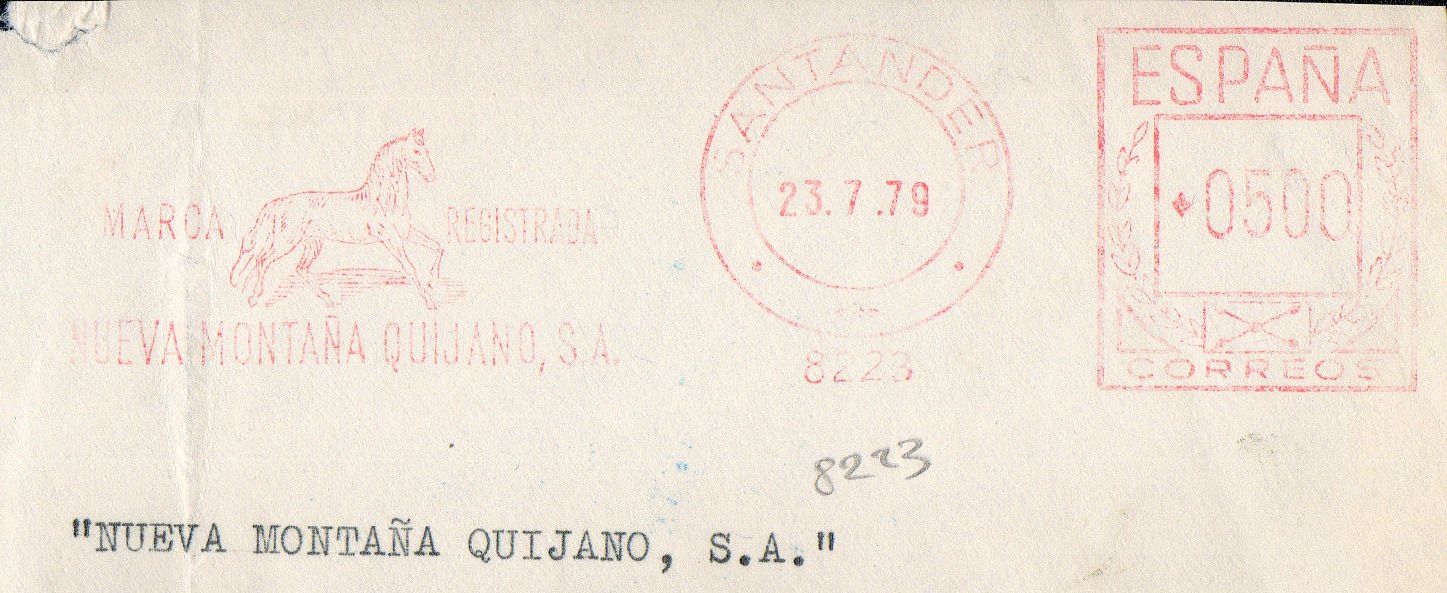 MARCA REGISTRADA
NUEVA MONTAÑA QUIJANO, S.A.
SANTANDER
23.7.79
8223
ESPAÑA
0500
CORREOS
8223
"NUEVA MONTAÑA QUIJANO, S.A."